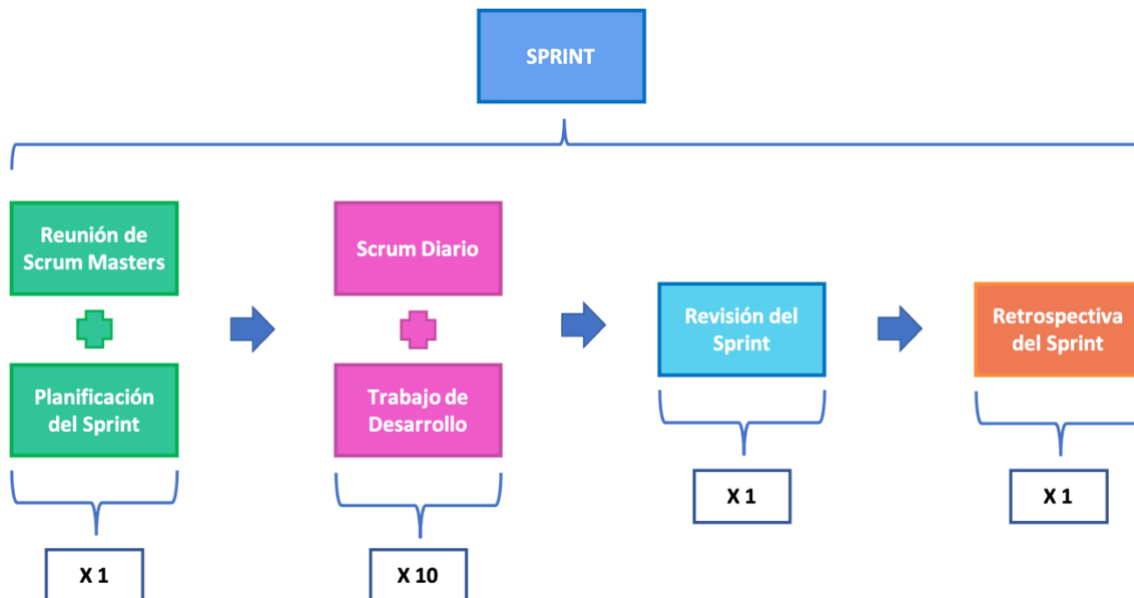 SPRINT
Reunión de
Scrum Masters
Planificación
del Sprint
X 1
Scrum Diario
Trabajo de
Desarrollo
X 10
Revisión del
Sprint
X 1
Retrospectiva
del Sprint
X 1